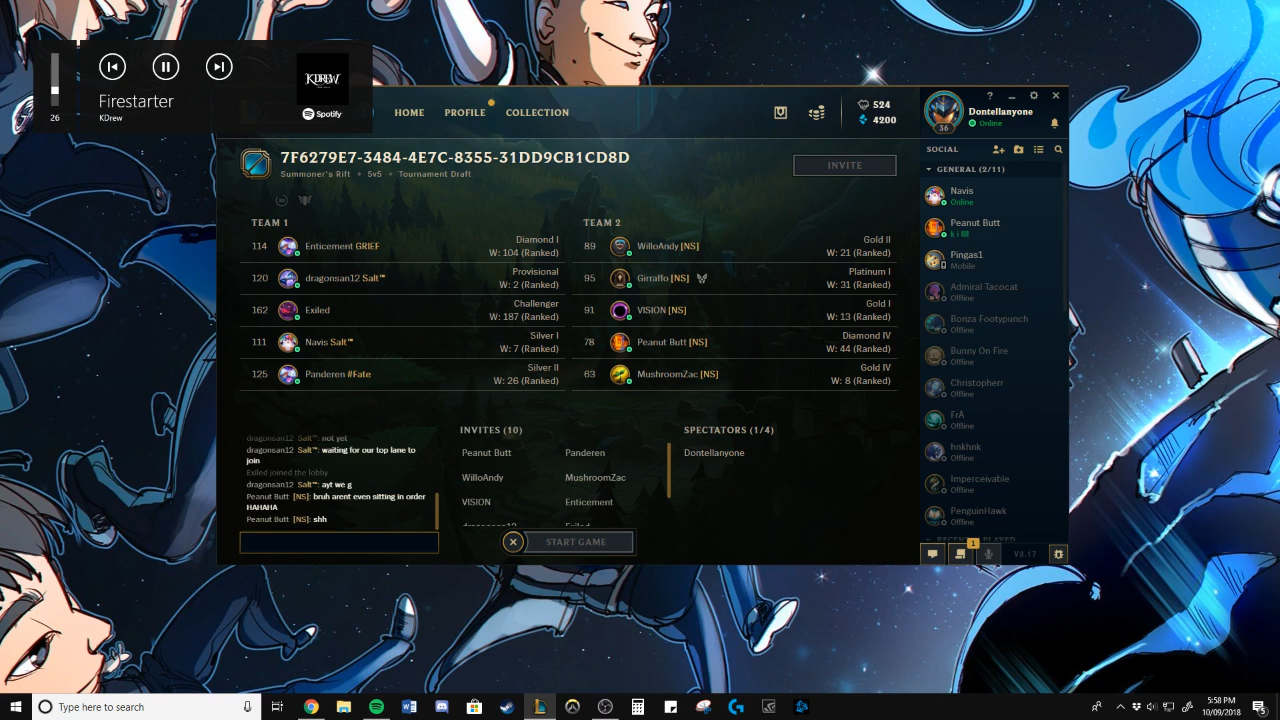 Firestarter
KDrew
26
KDREW
Spotify
HOME PROFILE COLLECTION
524
4200
36
Dontellanyone
Online
7F6279E7-3484-4E7C-8355-31DD9CB1CD8D
Summoner's Rift • 5v5 • Tournament Draft
INVITE
TEAM 1
114 Enticement GRIEF Diamond I
W: 104 (Ranked)
120 dragonsan12 Salt™ Provisional
W: 2 (Ranked)
162 Exiled Challenger
W: 187 (Ranked)
111 Navis Salt™ Silver I
W: 7 (Ranked)
125 Panderen #Fate Silver II
W: 26 (Ranked)
TEAM 2
89 WilloAndy [NS] Gold II
W: 21 (Ranked)
95 Girraffo [NS] Platinum I
W: 31 (Ranked)
91 VISION [NS] Gold I
W: 13 (Ranked)
78 Peanut Butt [NS] Diamond IV
W: 44 (Ranked)
63 MushroomZac [NS] Gold IV
W: 8 (Ranked)
dragonsan12 Salt™: not yet
dragonsan12 Salt™: waiting for our top lane to
join
Exiled joined the lobby
dragonsan12 Salt™: ayt we g
Peanut Butt [NS]: bruh arent even sitting in order
HAHAHA
Peanut Butt [NS]: shh
INVITES (10)
Peanut Butt Panderen
WilloAndy MushroomZac
VISION Enticement
dragonsan12 Exiled
SPECTATORS (1/4)
Dontellanyone
START GAME
SOCIAL
GENERAL (2/11)
Navis
Online
Peanut Butt
Pingas1
Mobile
Admiral Tacocat
Offline
Bonza Footypunch
Offline
Bunny On Fire
Offline
Christopherr
Offline
FrA
Offline
hnkhnk
Offline
Imperceivable
Offline
PenguinHawk
Offline
RECENTLY PLAYED
1
V8.17
Type here to search
5:58 PM
10/09/2018
5